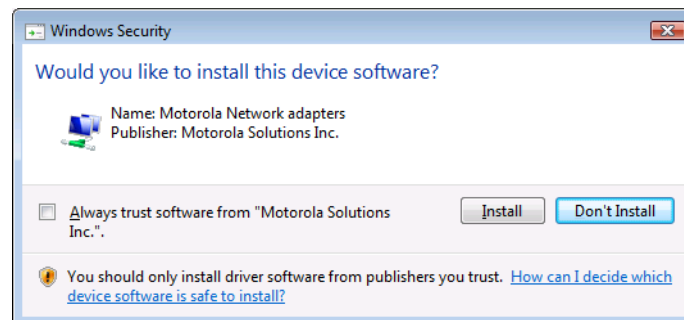 Windows Security
Would you like to install this device software?
Name: Motorola Network adapters
Publisher: Motorola Solutions Inc.
Always trust software from "Motorola Solutions
Inc.".
Install
Don't Install
You should only install driver software from publishers you trust. How can I decide which
device software is safe to install?